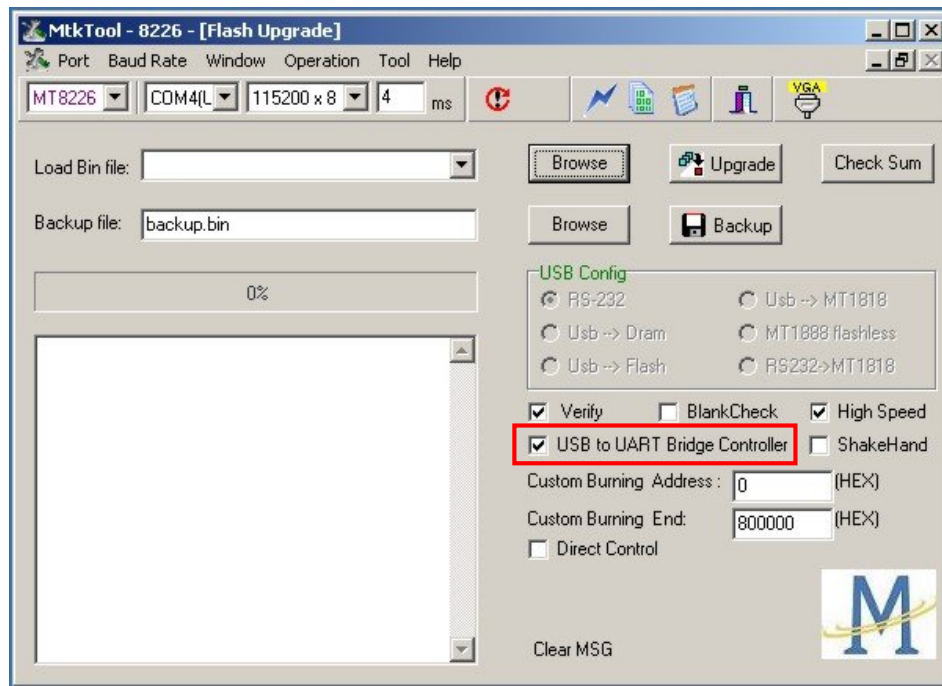 MtkTool - 8226 - [Flash Upgrade]
Port Baud Rate Window Operation Tool Help
MT8226 COM4(L 115200 x 8 4 ms VGA
Load Bin file: Browse Upgrade Check Sum
Backup file: backup.bin Browse Backup
0%
USB Config
RS-232 Usb --> MT1818
Usb --> Dram MT1888 flashless
Usb --> Flash RS232->MT1818
Verify BlankCheck High Speed
USB to UART Bridge Controller ShakeHand
Custom Burning Address : 0 (HEX)
Custom Burning End: 800000 (HEX)
Direct Control
M
Clear MSG